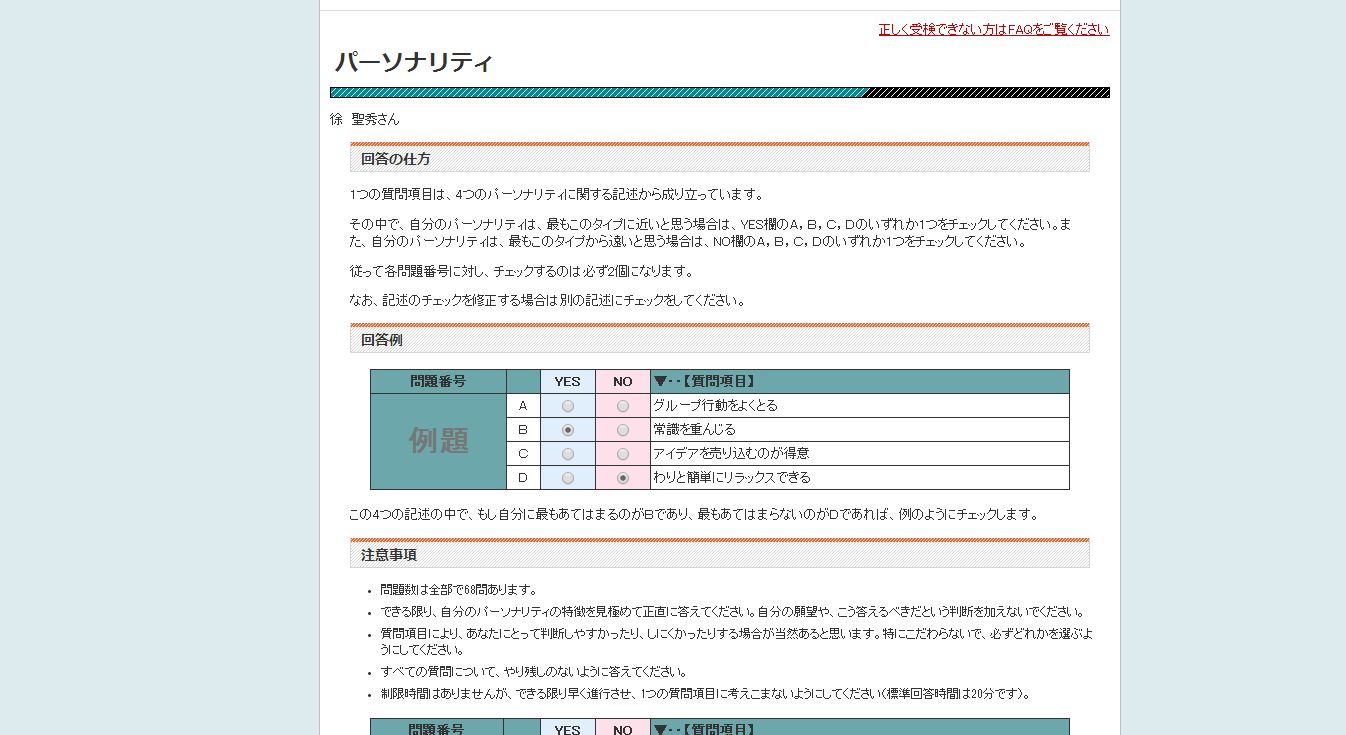 正しく受検できない方はFAQをご覧ください
パーソナリティ
徐　聖秀さん
回答の仕方
1つの質問項目は、4つのパーソナリティに関する記述から成り立っています。
その中で、自分のパーソナリティは、最もこのタイプに近いと思う場合は、YES欄のA，B，C，Dのいずれか1つをチェックしてください。ま
た、自分のパーソナリティは、最もこのタイプから遠いと思う場合は、NO欄のA，B，C，Dのいずれか1つをチェックしてください。
従って各問題番号に対し、チェックするのは必ず2個になります。
なお、記述のチェックを修正する場合は別の記述にチェックをしてください。
回答例
問題番号 YES NO ▼‐‐【質問項目】
例題
A グループ行動をよくとる
B 常識を重んじる
C アイデアを売り込むのが得意
D わりと簡単にリラックスできる
この4つの記述の中で、もし自分に最もあてはまるのがBであり、最もあてはまらないのがDであれば、例のようにチェックします。
注意事項
• 問題数は全部で68問あります。
• できる限り、自分のパーソナリティの特徴を見極めて正直に答えてください。自分の願望や、こう答えるべきだという判断を加えないでください。
• 質問項目により、あなたにとって判断しやすかったり、しにくかったりする場合が当然あると思います。特にこだわらないで、必ずどれかを選ぶよ
うにしてください。
• すべての質問について、やり残しのないように答えてください。
• 制限時間はありませんが、できる限り早く進行させ、1つの質問項目に考えこまないようにしてください（標準回答時間は20分です）。
問題番号 YES NO ▼‐‐【質問項目】